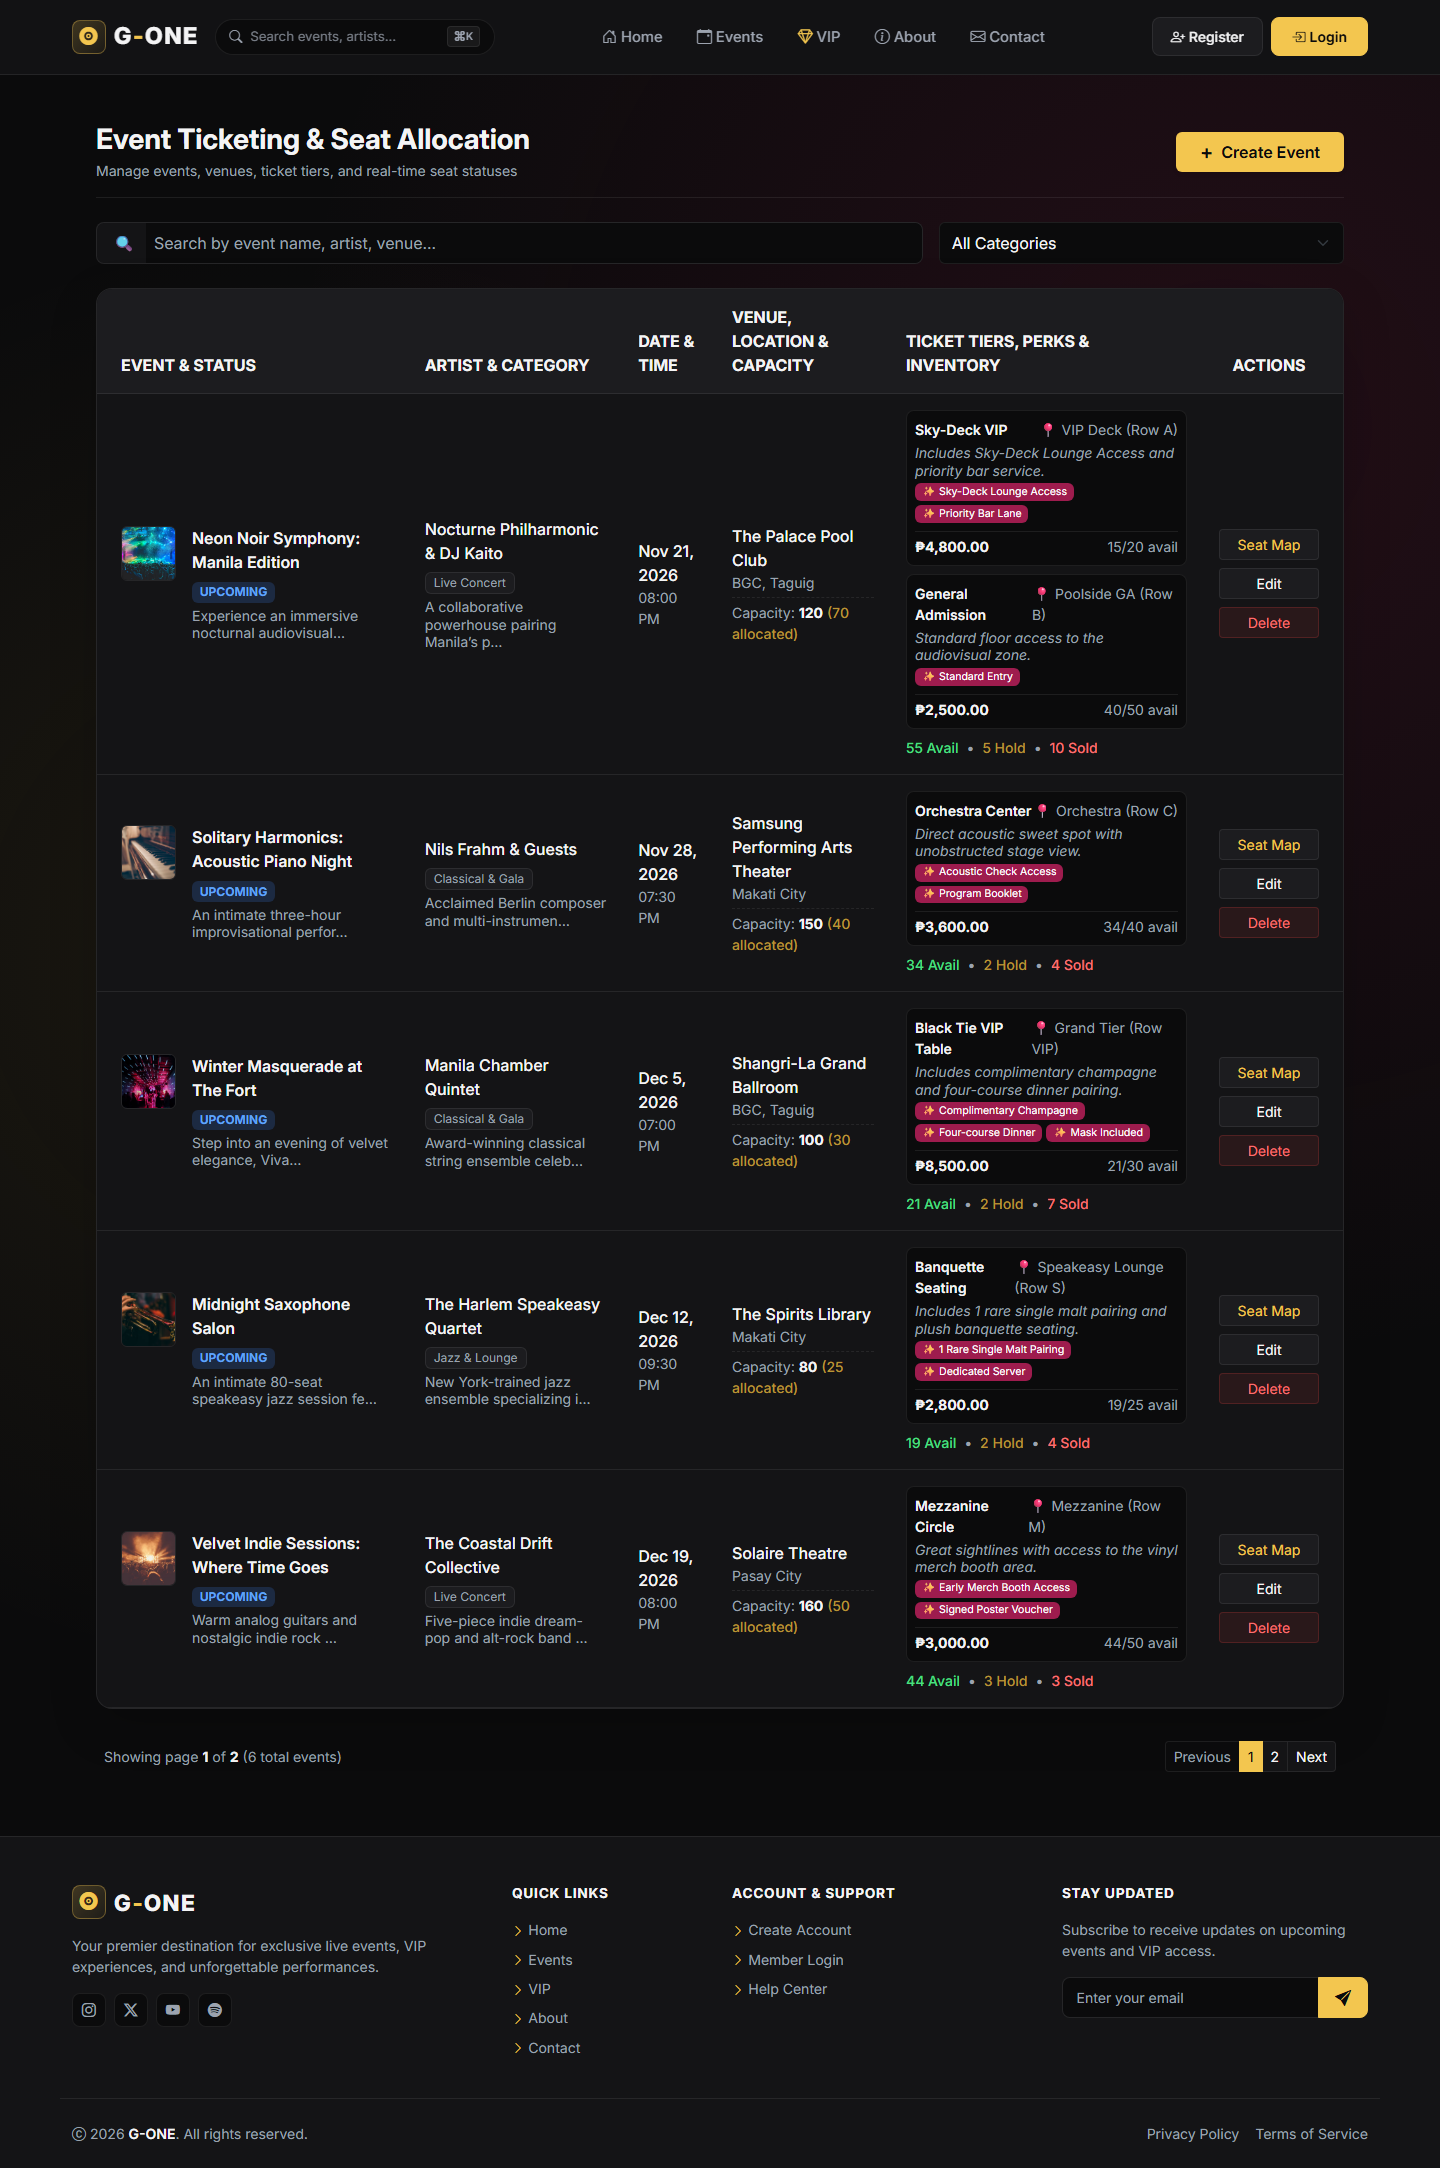 G-ONE
Search events, artists...
⌘K
Home
Events
VIP
About
Contact
Register
Login
Event Ticketing & Seat Allocation
Manage events, venues, ticket tiers, and real-time seat statuses
+ Create Event
Search by event name, artist, venue...
All Categories
EVENT & STATUS
ARTIST & CATEGORY
DATE &
TIME
VENUE,
LOCATION &
CAPACITY
TICKET TIERS, PERKS &
INVENTORY
ACTIONS
Neon Noir Symphony:
Manila Edition
UPCOMING
Experience an immersive
nocturnal audiovisual...
Nocturne Philharmonic
& DJ Kaito
Live Concert
A collaborative
powerhouse pairing
Manila's p...
Nov 21,
2026
08:00
PM
The Palace Pool
Club
BGC, Taguig
Capacity: 120 (70
allocated)
Sky-Deck VIP
📍 VIP Deck (Row A)
Includes Sky-Deck Lounge Access and
priority bar service.
✨ Sky-Deck Lounge Access
✨ Priority Bar Lane
₱4,800.00
15/20 avail
General
Admission
📍 Poolside GA (Row
B)
Standard floor access to the
audiovisual zone.
✨ Standard Entry
₱2,500.00
40/50 avail
55 Avail • 5 Hold • 10 Sold
Seat Map
Edit
Delete
Solitary Harmonics:
Acoustic Piano Night
UPCOMING
An intimate three-hour
improvisational perfor...
Nils Frahm & Guests
Classical & Gala
Acclaimed Berlin composer
and multi-instrumen...
Nov 28,
2026
07:30
PM
Samsung
Performing Arts
Theater
Makati City
Capacity: 150 (40
allocated)
Orchestra Center
📍 Orchestra (Row C)
Direct acoustic sweet spot with
unobstructed stage view.
✨ Acoustic Check Access
✨ Program Booklet
₱3,600.00
34/40 avail
34 Avail • 2 Hold • 4 Sold
Seat Map
Edit
Delete
Winter Masquerade at
The Fort
UPCOMING
Step into an evening of velvet
elegance, Viva...
Manila Chamber
Quintet
Classical & Gala
Award-winning classical
string ensemble celeb...
Dec 5,
2026
07:00
PM
Shangri-La Grand
Ballroom
BGC, Taguig
Capacity: 100 (30
allocated)
Black Tie VIP
Table
📍 Grand Tier (Row
VIP)
Includes complimentary champagne
and four-course dinner pairing.
✨ Complimentary Champagne
✨ Four-course Dinner ✨ Mask Included
₱8,500.00
21/30 avail
21 Avail • 2 Hold • 7 Sold
Seat Map
Edit
Delete
Midnight Saxophone
Salon
UPCOMING
An intimate 80-seat
speakeasy jazz session fe...
The Harlem Speakeasy
Quartet
Jazz & Lounge
New York-trained jazz
ensemble specializing i...
Dec 12,
2026
09:30
PM
The Spirits Library
Makati City
Capacity: 80 (25
allocated)
Banquette
Seating
📍 Speakeasy Lounge
(Row S)
Includes 1 rare single malt pairing and
plush banquette seating.
✨ 1 Rare Single Malt Pairing
✨ Dedicated Server
₱2,800.00
19/25 avail
19 Avail • 2 Hold • 4 Sold
Seat Map
Edit
Delete
Velvet Indie Sessions:
Where Time Goes
UPCOMING
Warm analog guitars and
nostalgic indie rock ...
The Coastal Drift
Collective
Live Concert
Five-piece indie dream-
pop and alt-rock band ...
Dec 19,
2026
08:00
PM
Solaire Theatre
Pasay City
Capacity: 160 (50
allocated)
Mezzanine
Circle
📍 Mezzanine (Row
M)
Great sightlines with access to the vinyl
merch booth area.
✨ Early Merch Booth Access
✨ Signed Poster Voucher
₱3,000.00
44/50 avail
44 Avail • 3 Hold • 3 Sold
Seat Map
Edit
Delete
Showing page 1 of 2 (6 total events)
Previous 1 2 Next
G-ONE
Your premier destination for exclusive live events, VIP
experiences, and unforgettable performances.
QUICK LINKS
Home
Events
VIP
About
Contact
ACCOUNT & SUPPORT
Create Account
Member Login
Help Center
STAY UPDATED
Subscribe to receive updates on upcoming
events and VIP access.
Enter your email
© 2026 G-ONE. All rights reserved.
Privacy Policy
Terms of Service